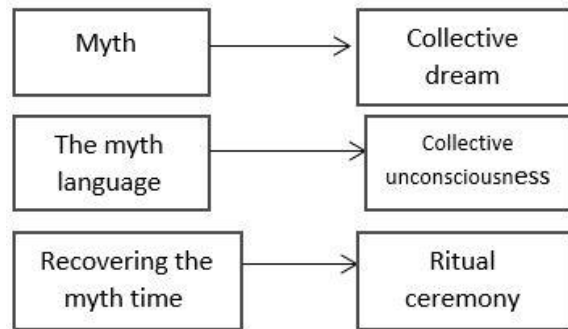 Myth
Collective
dream
The myth
language
Collective
unconsciousness
Recovering the
myth time
Ritual
ceremony